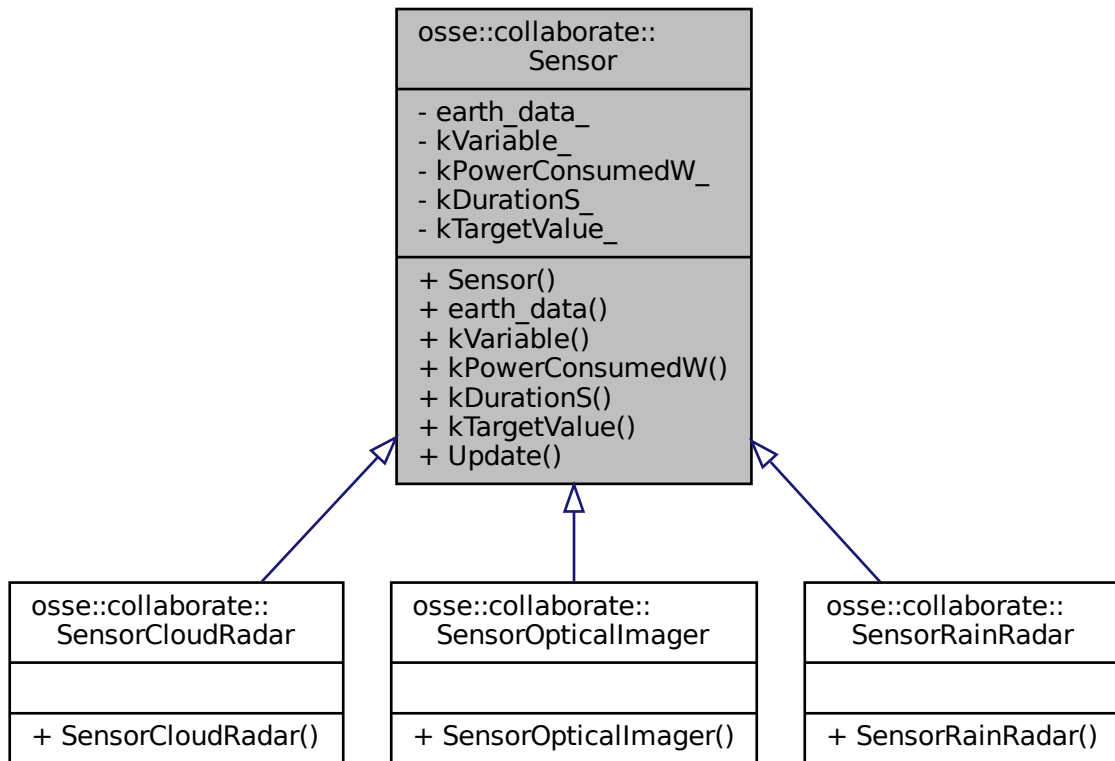 osse::collaborate::
Sensor
- earth_data_
- kVariable_
- kPowerConsumedW_
- kDurationS_
- kTargetValue_
+ Sensor()
+ earth_data()
+ kVariable()
+ kPowerConsumedW()
+ kDurationS()
+ kTargetValue()
+ Update()
osse::collaborate::
SensorCloudRadar
+ SensorCloudRadar()
osse::collaborate::
SensorOpticalImager
+ SensorOpticalImager()
osse::collaborate::
SensorRainRadar
+ SensorRainRadar()